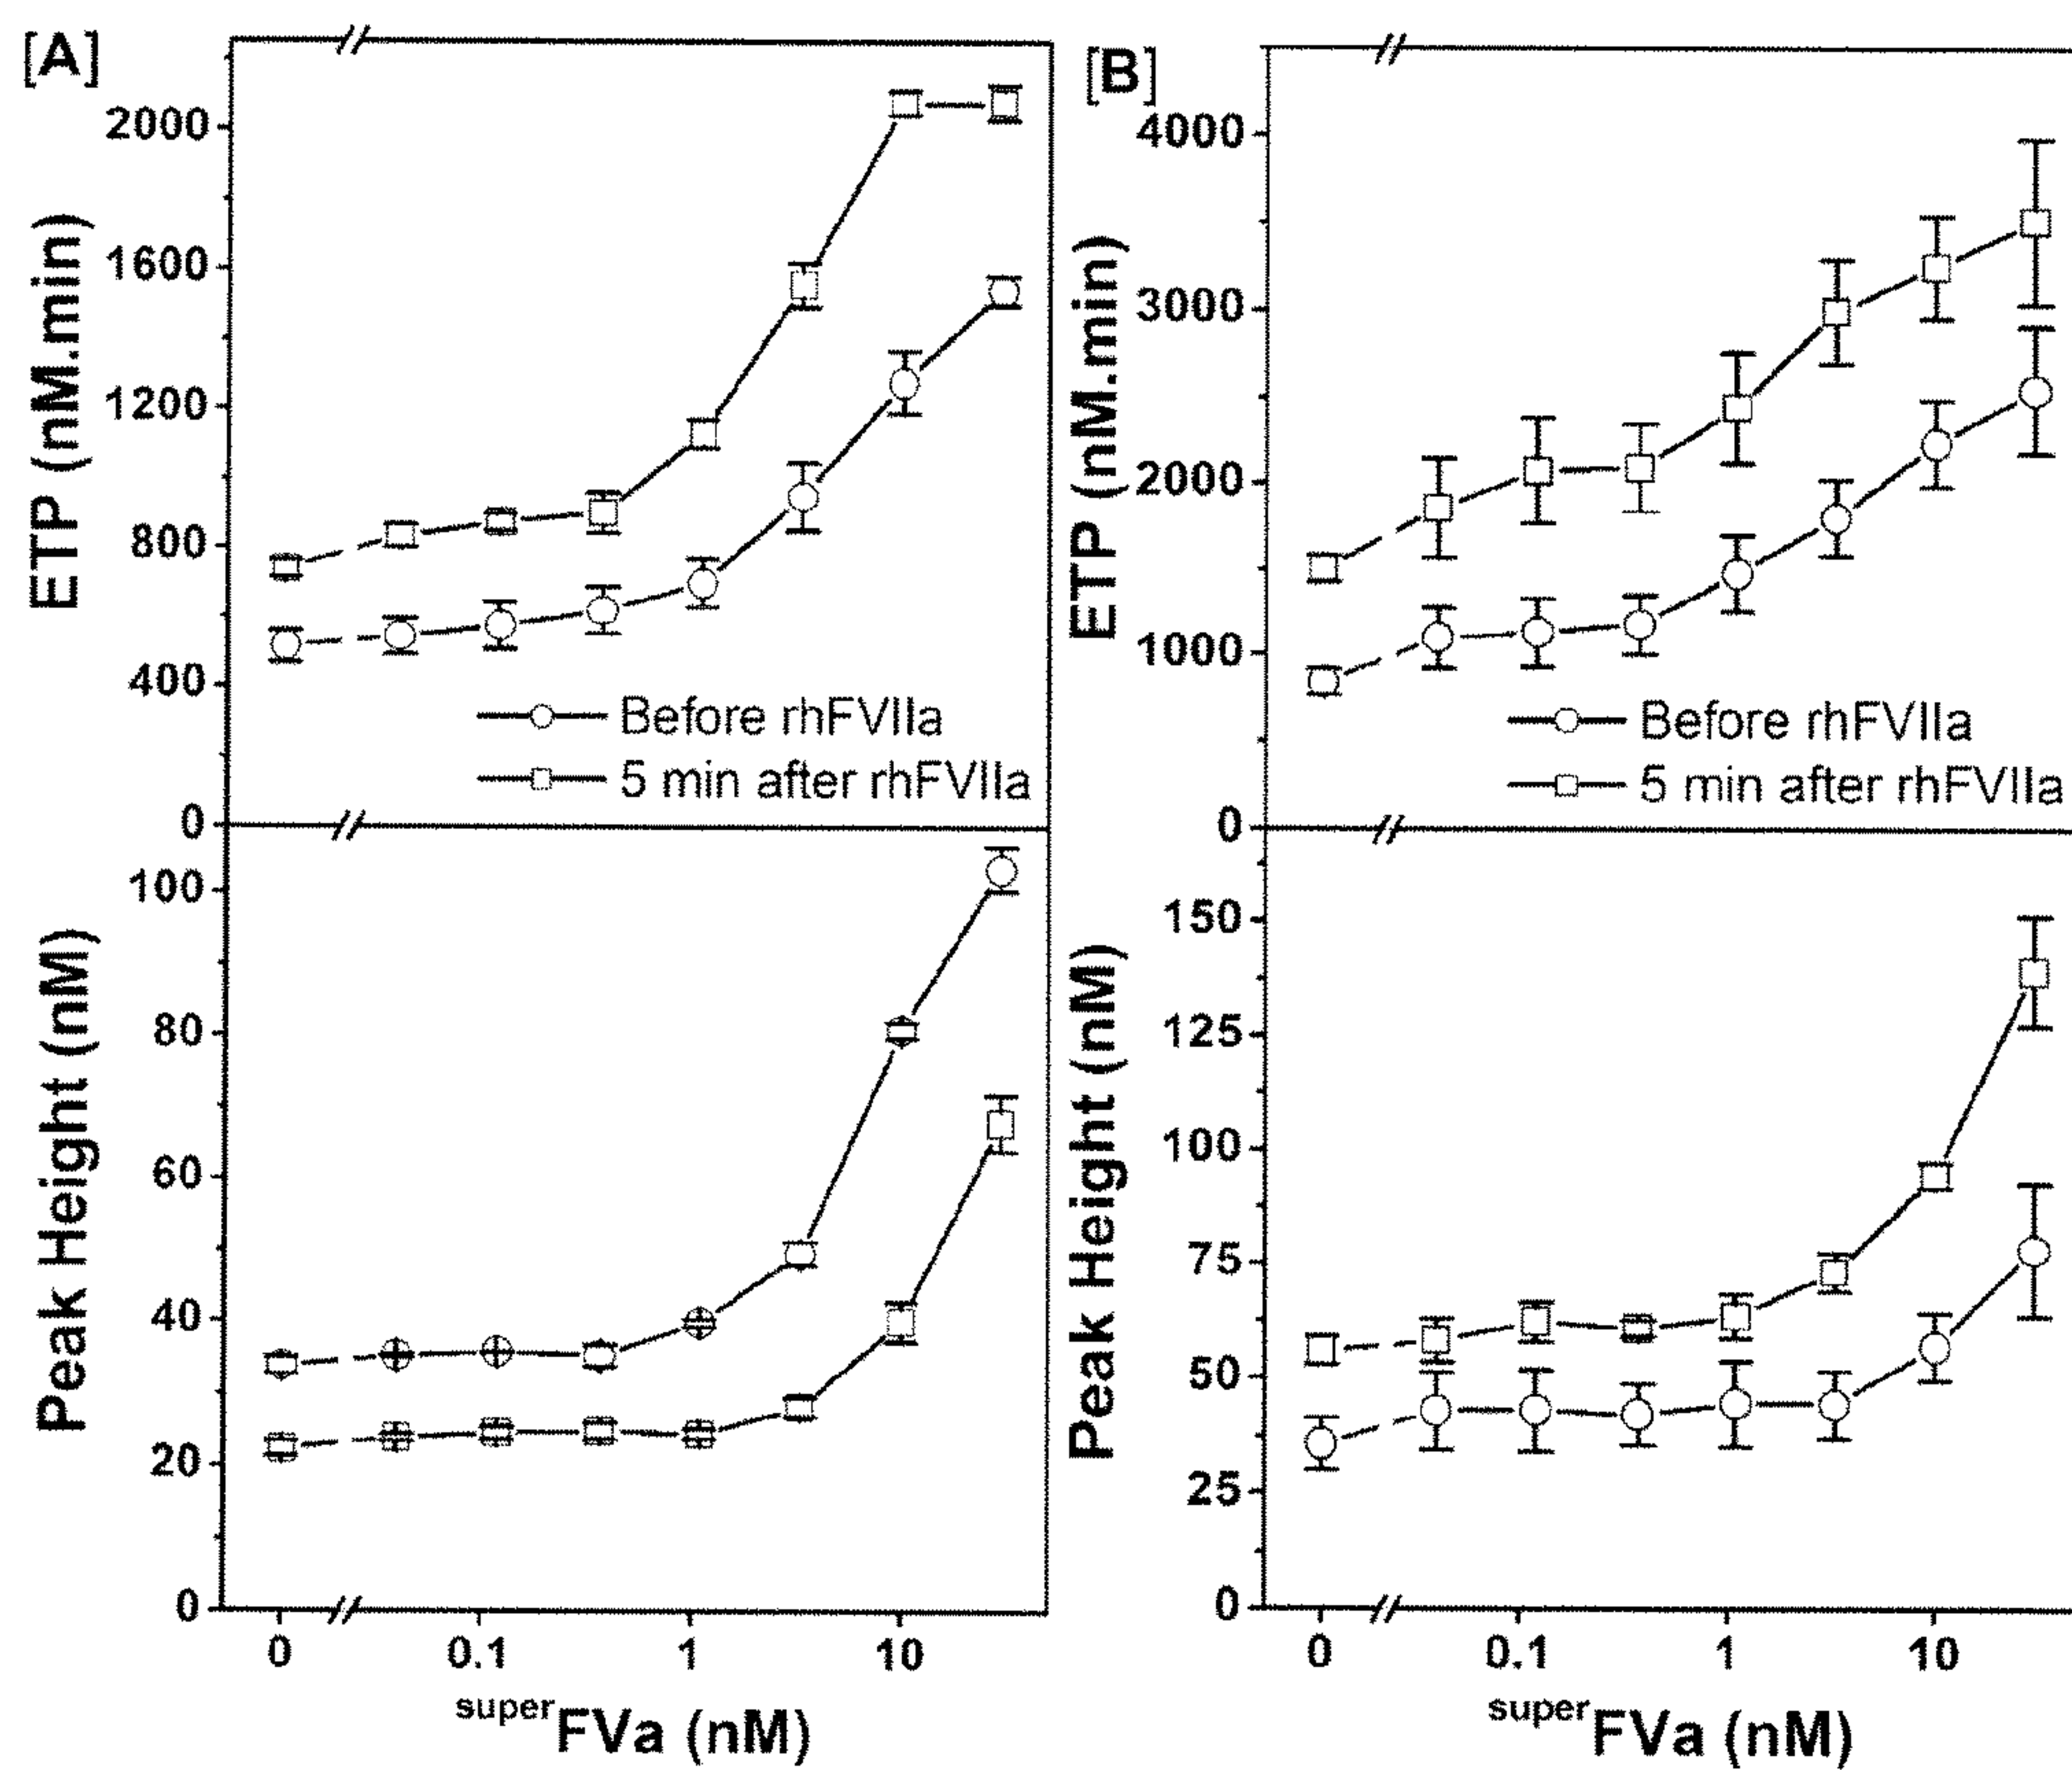 [A]
ETP (nM.min)
2000
1600
1200
800
400
0
Before rhFVIIa
5 min after rhFVIIa
Peak Height (nM)
100
80
60
40
20
0
0 0.1 1 10
superFVa (nM)
[B]
ETP (nM.min)
4000
3000
2000
1000
0
Before rhFVIIa
5 min after rhFVIIa
Peak Height (nM)
150
125
100
75
50
25
0
0 0.1 1 10
superFVa (nM)